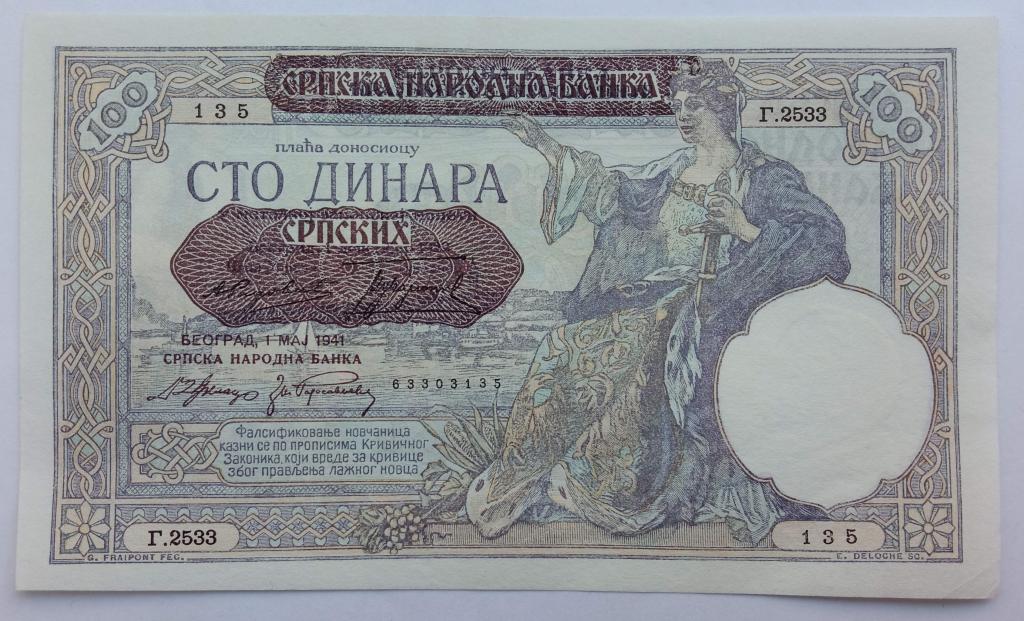 СРПСКА НАРОДНА БАНКА
100
135
Г.2533
100
плаћа доносиоцу
СТО ДИНАРА
СРПСКИХ
БЕОГРАД, 1 МАЈ 1941
СРПСКА НАРОДНА БАНКА
63303135
Фалсификовање новчаница
казни се по прописима Кривичног
Законика, који вреде за кривице
због прављења лажног новца
Г.2533
135
G. FRAIPONT FEC.
E. DELOCHE SC.